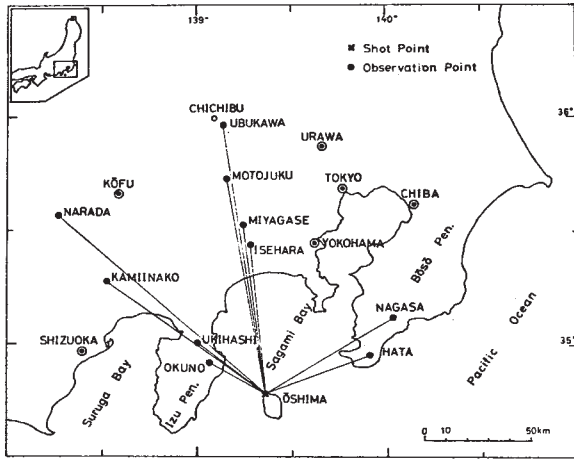 139°
140°
× Shot Point
● Observation Point
CHICHIBU
UBUKAWA
36°
URAWA
MOTOJUKU
KŌFU
TOKYO
CHIBA
NARADA
MIYAGASE
ISEHARA
YOKOHAMA
Bōsō Pen.
KAMIINAKO
NAGASA
Sagami Bay
Pacific Ocean
SHIZUOKA
UKIHASHI
35°
HATA
OKUNO
Suruga Bay
Izu Pen.
ŌSHIMA
0 10 50km